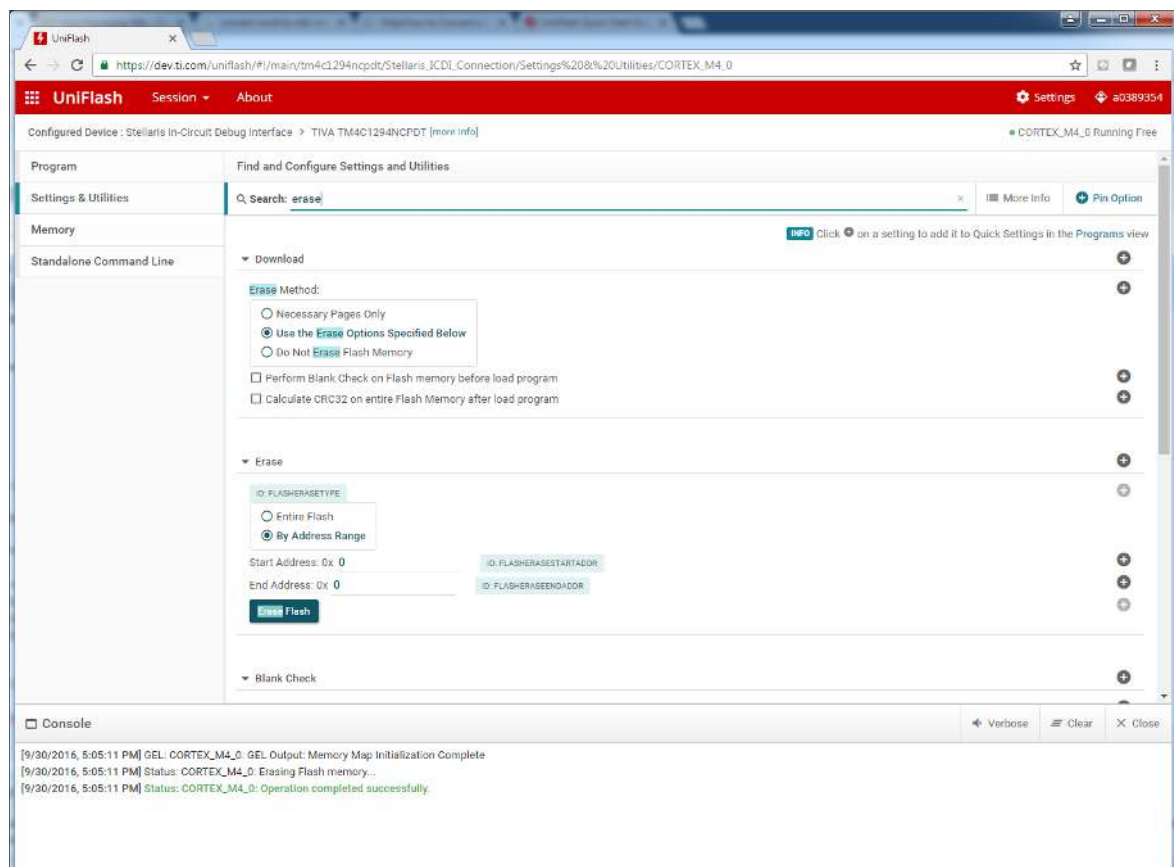 UniFlash
https://dev.ti.com/uniflash/#!/main/tm4c1294ncpdt/Stellaris_ICDI_Connection/Settings%20&%20Utilities/CORTEX_M4_0
UniFlash Session About Settings a0389354
Configured Device : Stellaris In-Circuit Debug Interface > TIVA TM4C1294NCPDT [more info] CORTEX_M4_0 Running Free
Program
Settings & Utilities
Memory
Standalone Command Line
Find and Configure Settings and Utilities
Search: erase × More Info Pin Option
INFO Click + on a setting to add it to Quick Settings in the Programs view
Download
Erase Method:
Necessary Pages Only
Use the Erase Options Specified Below
Do Not Erase Flash Memory
Perform Blank Check on Flash memory before load program
Calculate CRC32 on entire Flash Memory after load program
Erase
ID: FLASHERASETYPE
Entire Flash
By Address Range
Start Address: 0x 0 ID: FLASHERASESTARTADDR
End Address: 0x 0 ID: FLASHERASEENDADDR
Erase Flash
Blank Check
Console Verbose Clear Close
[9/30/2016, 5:05:11 PM] GEL: CORTEX_M4_0: GEL Output: Memory Map Initialization Complete
[9/30/2016, 5:05:11 PM] Status: CORTEX_M4_0: Erasing Flash memory...
[9/30/2016, 5:05:11 PM] Status: CORTEX_M4_0: Operation completed successfully.